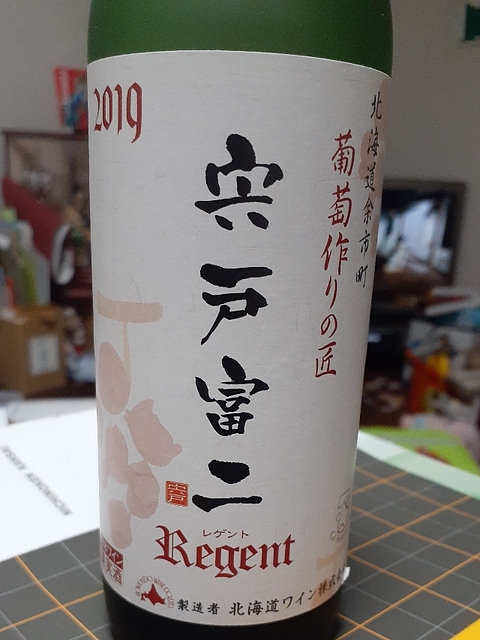 2019
北海道余市町
葡萄作りの匠
宍戸富二
宍戸
レゲント
Regent
製造者 北海道ワイン株式